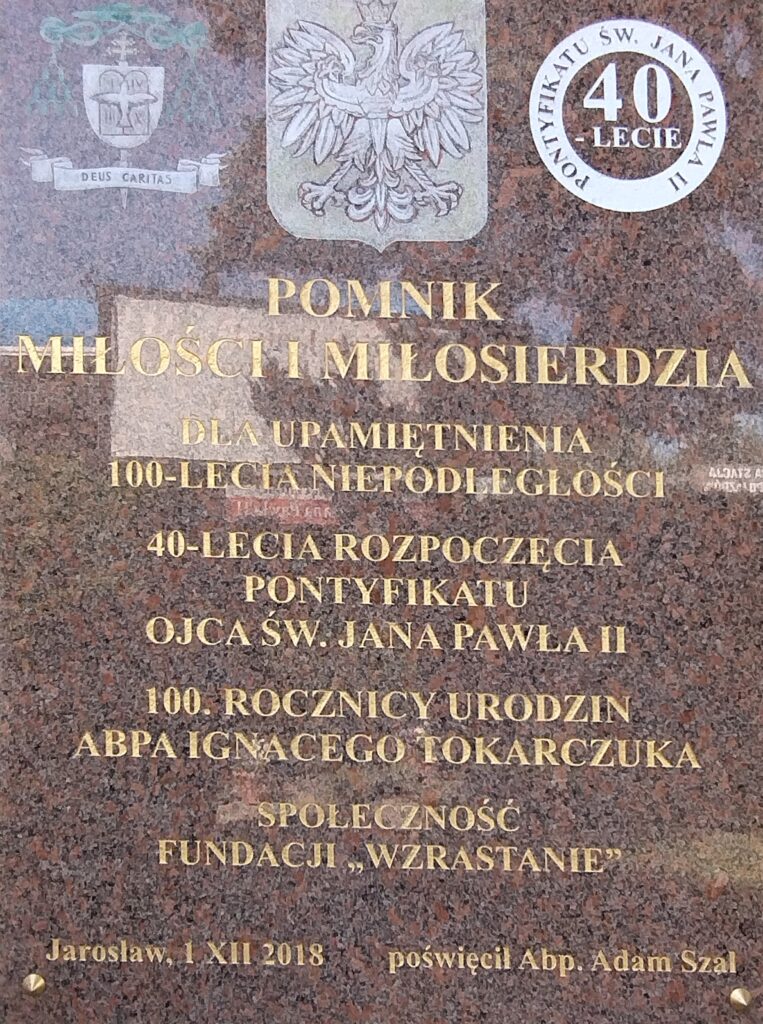 DEUS CARITAS
PONTYFIKATU ŚW. JANA PAWŁA II
40
- LECIE
POMNIK
MIŁOŚCI I MIŁOSIERDZIA
DLA UPAMIĘTNIENIA
100-LECIA NIEPODLEGŁOŚCI
40-LECIA ROZPOCZĘCIA
PONTYFIKATU
OJCA ŚW. JANA PAWŁA II
100. ROCZNICY URODZIN
ABPA IGNACEGO TOKARCZUKA
SPOŁECZNOŚĆ
FUNDACJI „WZRASTANIE”
Jarosław, 1 XII 2018 poświęcił Abp. Adam Szal